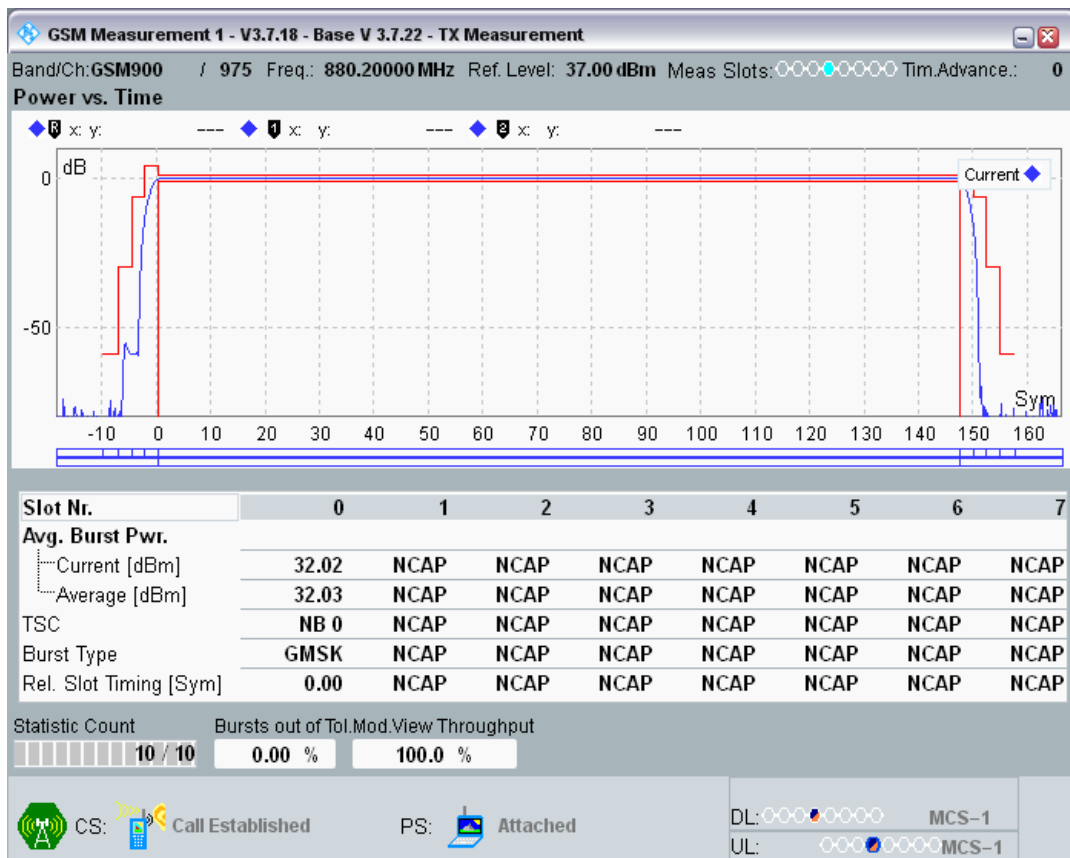 GSM Measurement 1 - V3.7.18 - Base V 3.7.22 - TX Measurement
Band/Ch:GSM900 / 975 Freq.: 880.20000 MHz Ref. Level: 37.00 dBm Meas Slots: Tim.Advance.: 0
Power vs. Time
R x: y: --- 1 x: y: --- 2 x: y: ---
dB
Current
0
-50
Sym
-10 0 10 20 30 40 50 60 70 80 90 100 110 120 130 140 150 160
Slot Nr. 0 1 2 3 4 5 6 7
Avg. Burst Pwr.
Current [dBm] 32.02 NCAP NCAP NCAP NCAP NCAP NCAP NCAP
Average [dBm] 32.03 NCAP NCAP NCAP NCAP NCAP NCAP NCAP
TSC NB 0 NCAP NCAP NCAP NCAP NCAP NCAP NCAP
Burst Type GMSK NCAP NCAP NCAP NCAP NCAP NCAP NCAP
Rel. Slot Timing [Sym] 0.00 NCAP NCAP NCAP NCAP NCAP NCAP NCAP
Statistic Count Bursts out of Tol.Mod.View Throughput
10 / 10 0.00 % 100.0 %
CS: Call Established PS: Attached
DL: MCS-1
UL: MCS-1